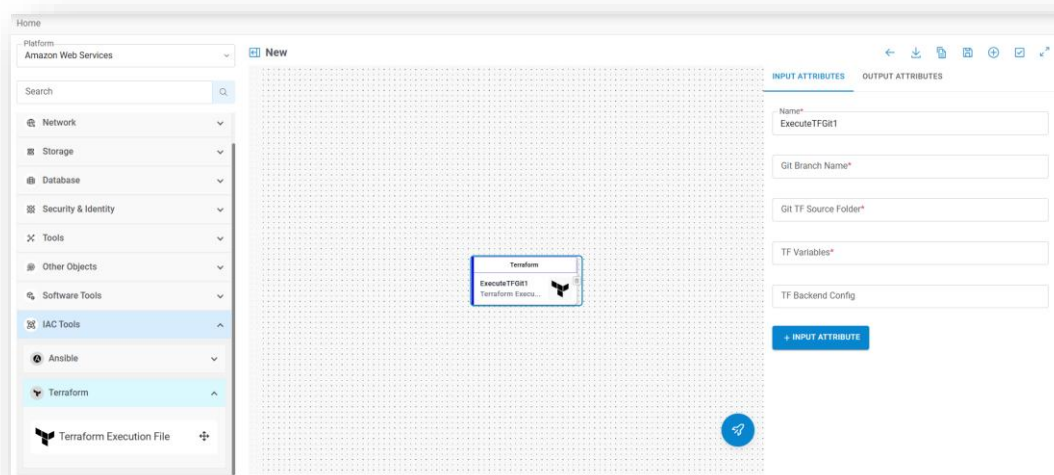 Home
Platform
Amazon Web Services
New
Search
Network
Storage
Database
Security & Identity
Tools
Other Objects
Software Tools
IAC Tools
Ansible
Terraform
Terraform Execution File
Terraform
ExecuteTFGit1
Terraform Execu...
INPUT ATTRIBUTES OUTPUT ATTRIBUTES
Name*
ExecuteTFGit1
Git Branch Name*
Git TF Source Folder*
TF Variables*
TF Backend Config
+ INPUT ATTRIBUTE